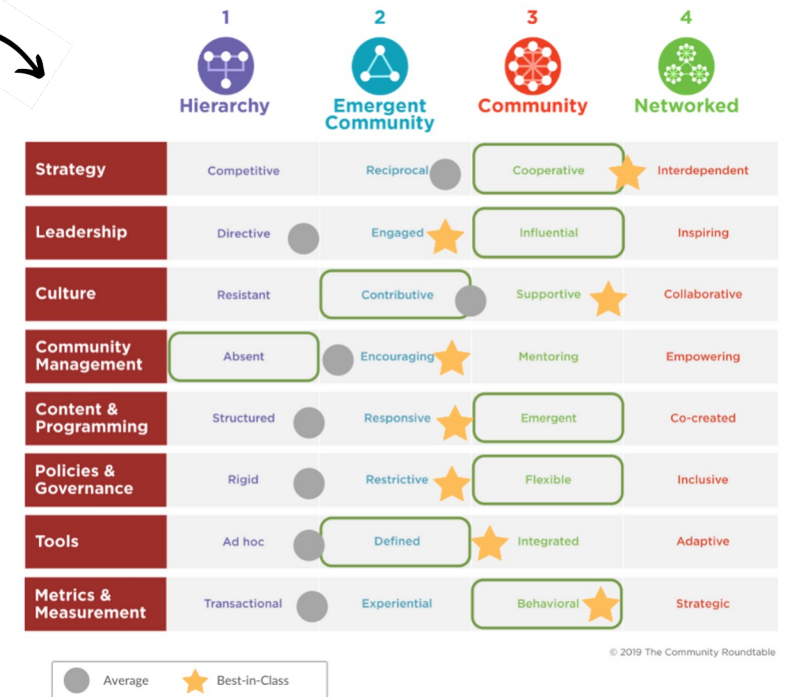 1 2 3 4
Hierarchy Emergent Community Networked
Community
Strategy Competitive Reciprocal Cooperative Interdependent
Leadership Directive Engaged Influential Inspiring
Culture Resistant Contributive Supportive Collaborative
Community
Management Absent Encouraging Mentoring Empowering
Content &
Programming Structured Responsive Emergent Co-created
Policies &
Governance Rigid Restrictive Flexible Inclusive
Tools Ad hoc Defined Integrated Adaptive
Metrics &
Measurement Transactional Experiential Behavioral Strategic
© 2019 The Community Roundtable
Average Best-in-Class